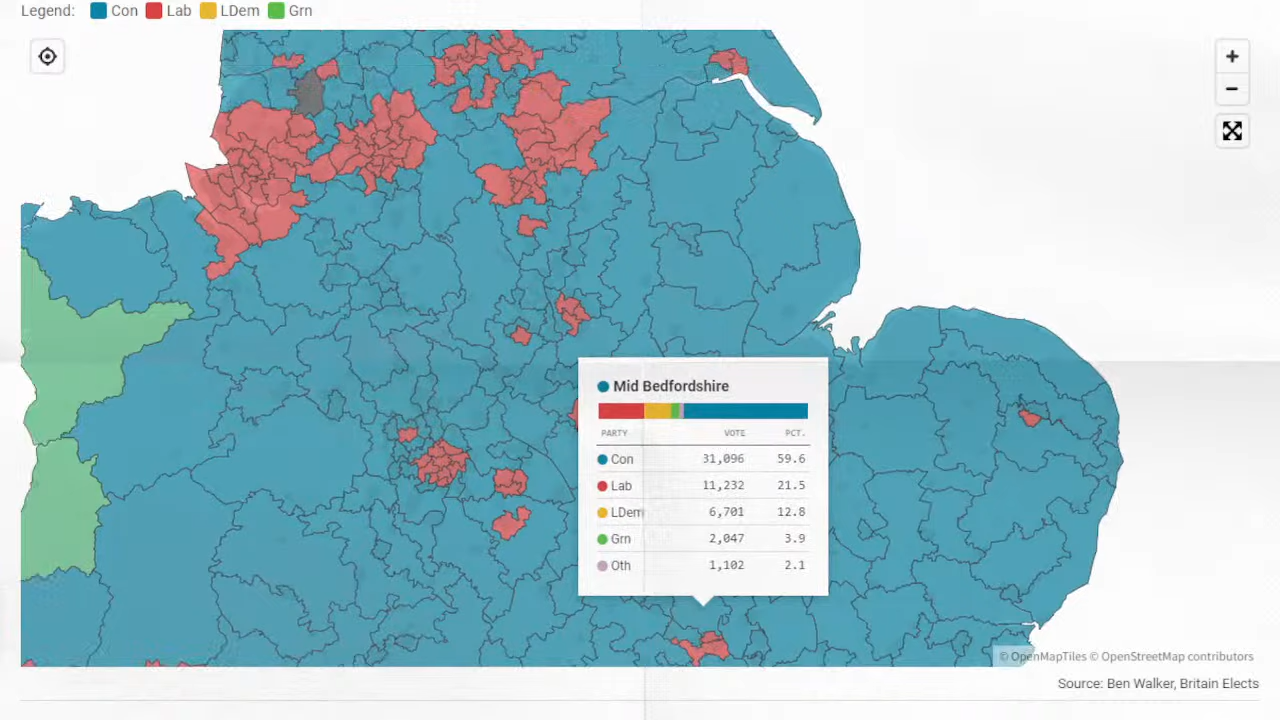 Legend: Con Lab LDem Grn
+
−
Mid Bedfordshire
PARTY VOTE PCT.
Con 31,096 59.6
Lab 11,232 21.5
LDem 6,701 12.8
Grn 2,047 3.9
Oth 1,102 2.1
© OpenMapTiles © OpenStreetMap contributors
Source: Ben Walker, Britain Elects